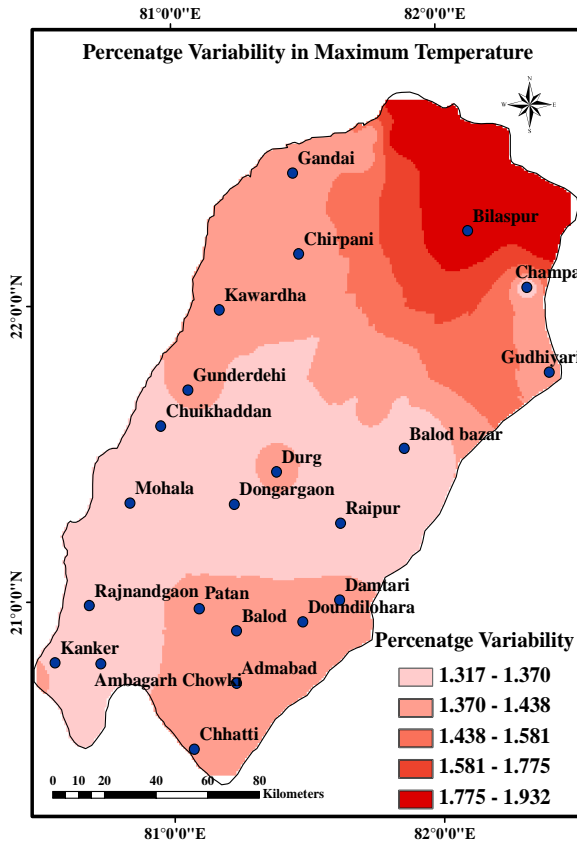 81°0'0"E 82°0'0"E
Percenatge Variability in Maximum Temperature
N
W E
S
Gandai
Bilaspur
Chirpani
Champa
22°0'0"N
Kawardha
Gudhiyari
Gunderdehi
Chuikhaddan
Balod bazar
Durg
Mohala
Dongargaon
Raipur
21°0'0"N
Rajnandgaon
Patan
Damtari
Balod
Doundilohara
Kanker
Ambagarh Chowki
Admabad
Chhatti
Percenatge Variability
1.317 - 1.370
1.370 - 1.438
1.438 - 1.581
1.581 - 1.775
1.775 - 1.932
0 10 20 40 60 80
Kilometers
81°0'0"E 82°0'0"E